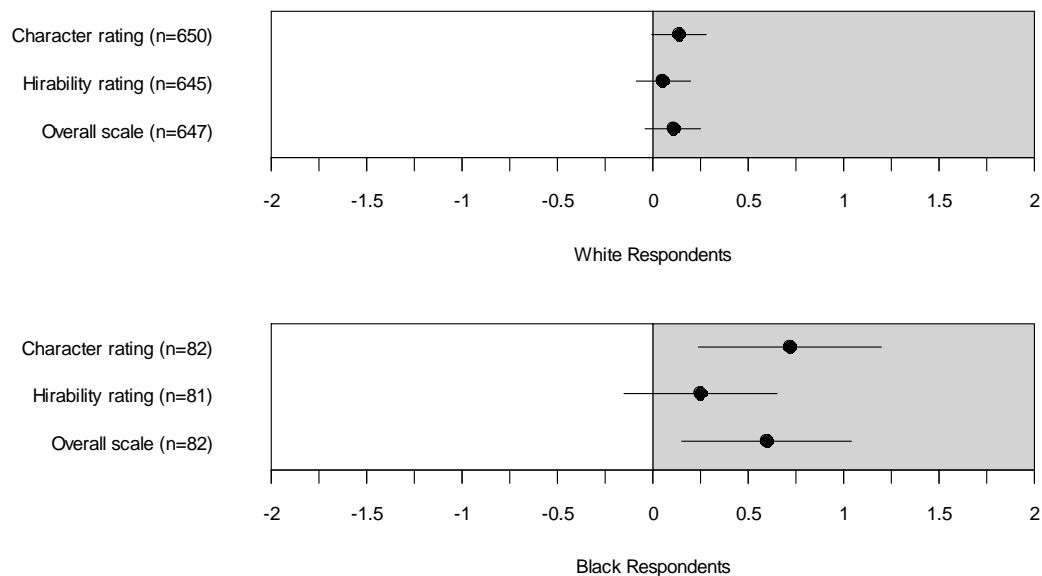 Character rating (n=650)
Hirability rating (n=645)
Overall scale (n=647)
-2 -1.5 -1 -0.5 0 0.5 1 1.5 2
White Respondents
Character rating (n=82)
Hirability rating (n=81)
Overall scale (n=82)
-2 -1.5 -1 -0.5 0 0.5 1 1.5 2
Black Respondents